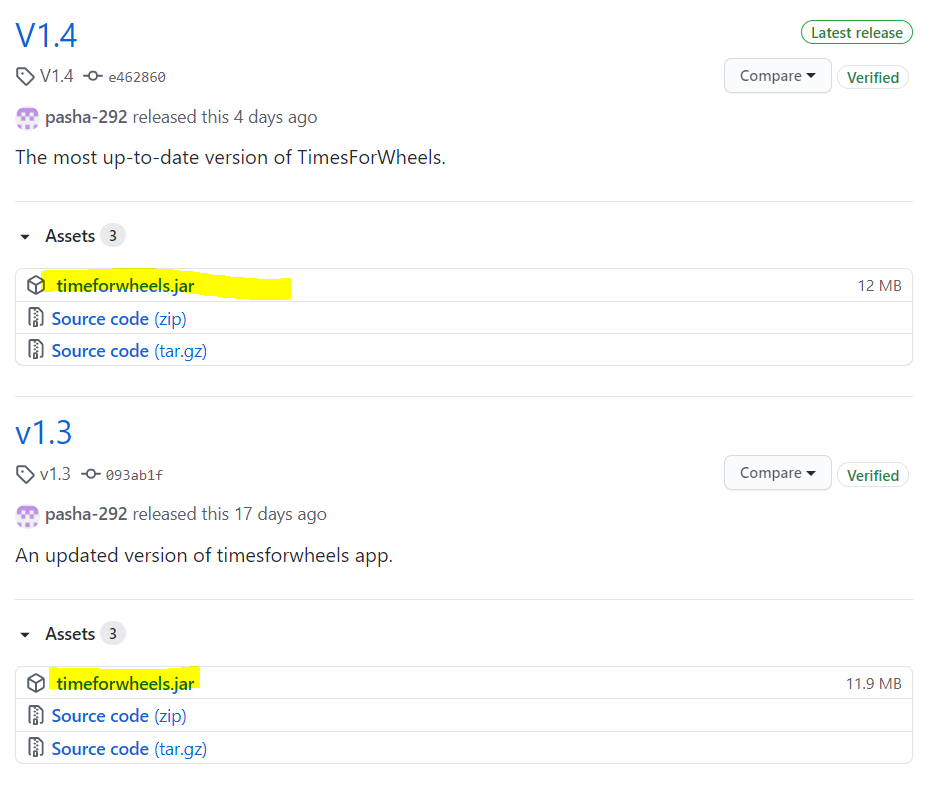 V1.4 Latest release
V1.4 e462860 Compare Verified
pasha-292 released this 4 days ago
The most up-to-date version of TimesForWheels.
Assets 3
timeforwheels.jar 12 MB
Source code (zip)
Source code (tar.gz)
v1.3
v1.3 093ab1f Compare Verified
pasha-292 released this 17 days ago
An updated version of timesforwheels app.
Assets 3
timeforwheels.jar 11.9 MB
Source code (zip)
Source code (tar.gz)